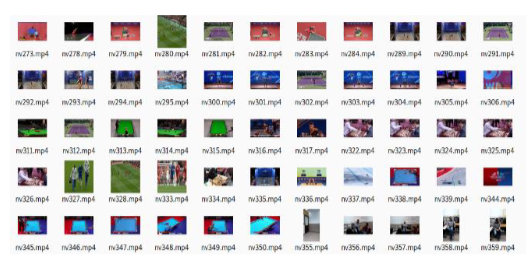 nv273.mp4 nv278.mp4 nv279.mp4 nv280.mp4 nv281.mp4 nv282.mp4 nv283.mp4 nv284.mp4 nv289.mp4 nv290.mp4 nv291.mp4
nv292.mp4 nv293.mp4 nv294.mp4 nv295.mp4 nv300.mp4 nv301.mp4 nv302.mp4 nv303.mp4 nv304.mp4 nv305.mp4 nv306.mp4
nv311.mp4 nv312.mp4 nv313.mp4 nv314.mp4 nv315.mp4 nv316.mp4 nv317.mp4 nv322.mp4 nv323.mp4 nv324.mp4 nv325.mp4
nv326.mp4 nv327.mp4 nv328.mp4 nv333.mp4 nv334.mp4 nv335.mp4 nv336.mp4 nv337.mp4 nv338.mp4 nv339.mp4 nv344.mp4
nv345.mp4 nv346.mp4 nv347.mp4 nv348.mp4 nv349.mp4 nv350.mp4 nv355.mp4 nv356.mp4 nv357.mp4 nv358.mp4 nv359.mp4